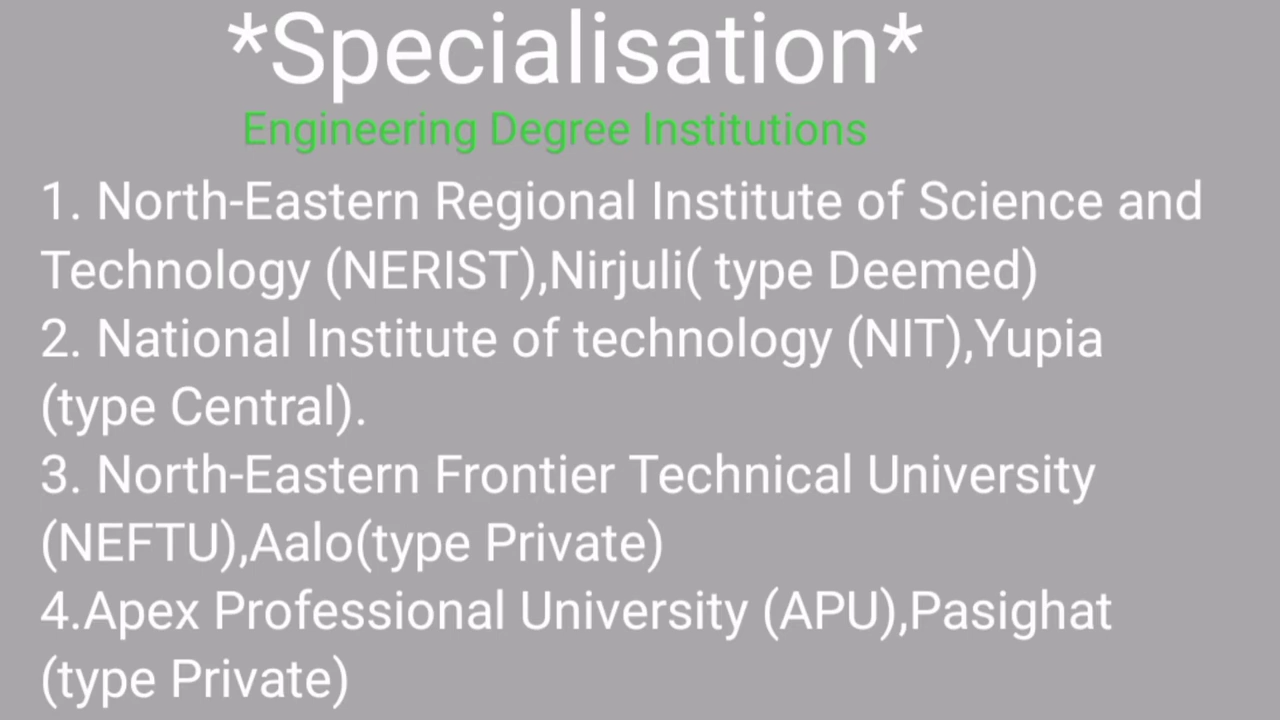 *Specialisation*
Engineering Degree Institutions
1. North-Eastern Regional Institute of Science and
Technology (NERIST),Nirjuli( type Deemed)
2. National Institute of technology (NIT),Yupia
(type Central).
3. North-Eastern Frontier Technical University
(NEFTU),Aalo(type Private)
4.Apex Professional University (APU),Pasighat
(type Private)